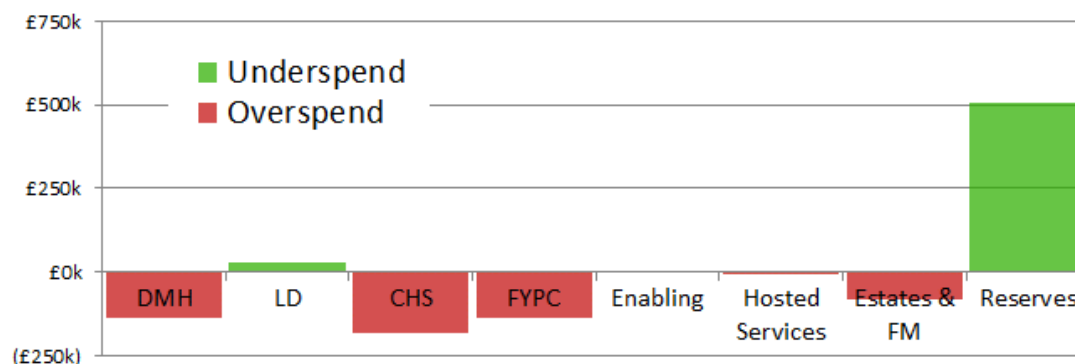 £750k
Underspend
£500k
Overspend
£250k
£0k
DMH LD CHS FYPC Enabling Hosted Services Estates & FM Reserves
(£250k)